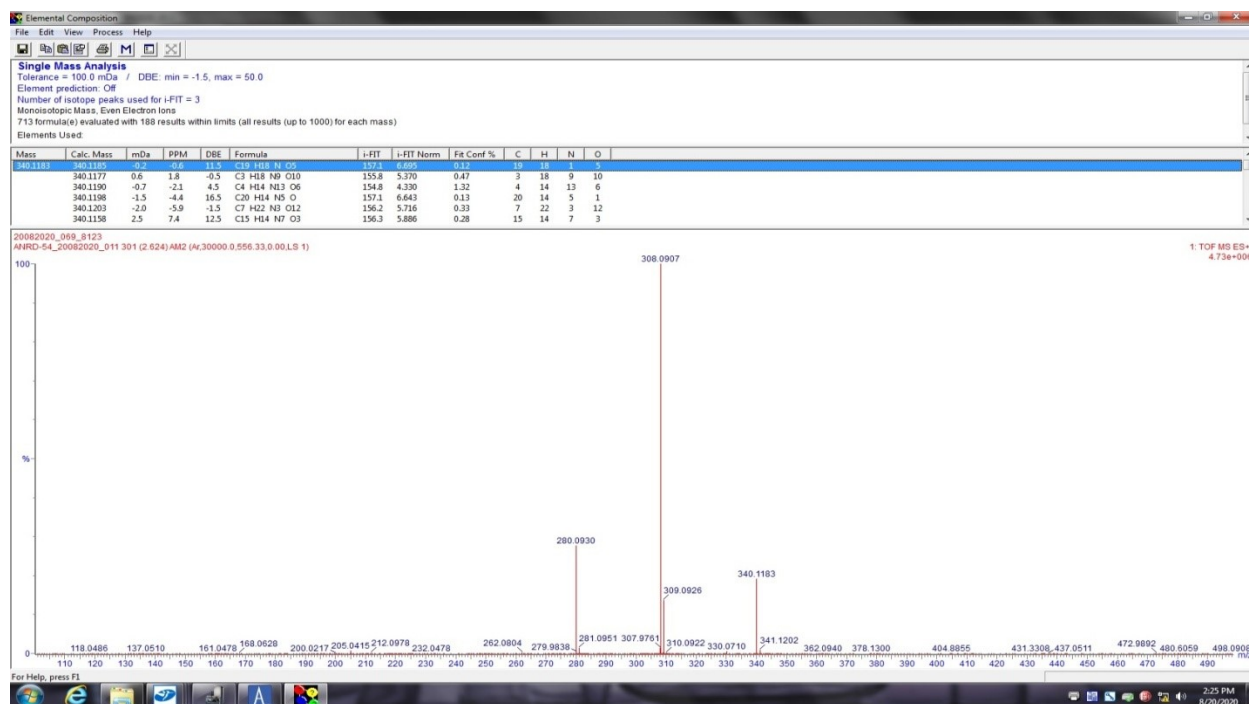 Elemental Composition
File Edit View Process Help
M
Single Mass Analysis
Tolerance = 100.0 mDa / DBE: min = -1.5, max = 50.0
Element prediction: Off
Number of isotope peaks used for i-FIT = 3
Monoisotopic Mass, Even Electron Ions
713 formula(e) evaluated with 188 results within limits (all results (up to 1000) for each mass)
Elements Used:
Mass Calc. Mass mDa PPM DBE Formula i-FIT i-FIT Norm Fit Conf % C H N O
340.1183 340.1185 -0.2 -0.6 11.5 C19 H18 N O5 157.1 6.695 0.12 19 18 1 5
340.1177 0.6 1.8 -0.5 C3 H18 N9 O10 155.8 5.370 0.47 3 18 9 10
340.1190 -0.7 -2.1 4.5 C4 H14 N13 O6 154.8 4.330 1.32 4 14 13 6
340.1198 -1.5 -4.4 16.5 C20 H14 N5 O 157.1 6.643 0.13 20 14 5 1
340.1203 -2.0 -5.9 -1.5 C7 H22 N3 O12 156.2 5.716 0.33 7 22 3 12
340.1158 2.5 7.4 12.5 C15 H14 N7 O3 156.3 5.886 0.28 15 14 7 3
20082020_069_8123
ANRD-54_20082020_011 301 (2.624) AM2 (Ar,30000.0,556.33,0.00,LS 1)
1: TOF MS ES+
4.73e+006
100
308.0907
%
280.0930
340.1183
309.0926
0
118.0486 137.0510 161.0478 168.0628 200.0217 205.0415 212.0978 232.0478 262.0804 279.9838 281.0951 307.9761 310.0922 330.0710 341.1202 362.0940 378.1300 404.8855 431.3308 437.0511 472.9892 480.6059 498.0908
110 120 130 140 150 160 170 180 190 200 210 220 230 240 250 260 270 280 290 300 310 320 330 340 350 360 370 380 390 400 410 420 430 440 450 460 470 480 490 m/z
For Help, press F1
2:25 PM
8/20/2020